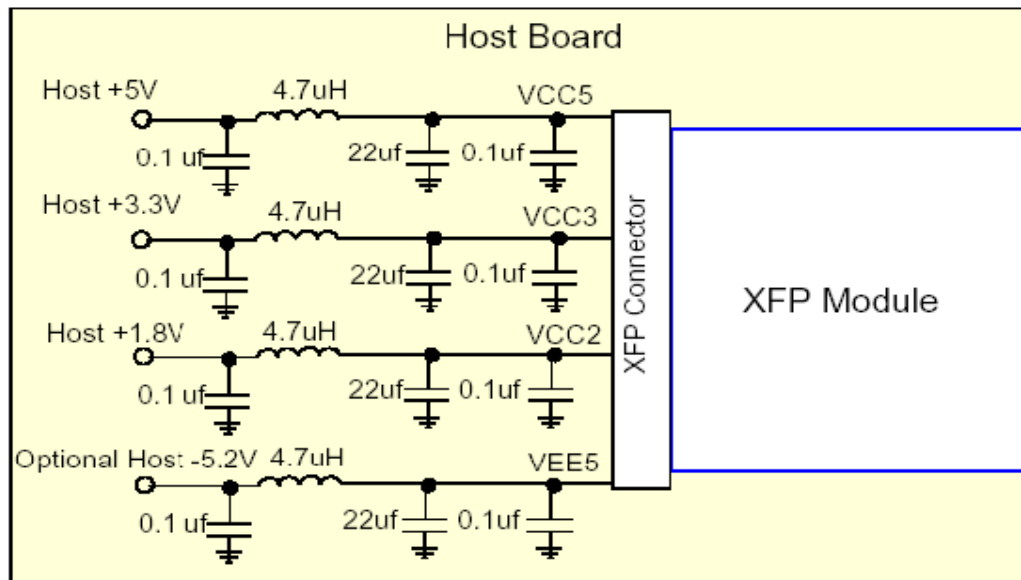 Host Board
Host +5V
4.7uH
VCC5
0.1 uf
22uf
0.1uf
Host +3.3V
4.7uH
VCC3
0.1 uf
22uf
0.1uf
Host +1.8V
4.7uH
VCC2
0.1 uf
22uf
0.1uf
Optional Host -5.2V
4.7uH
VEE5
0.1 uf
22uf
0.1uf
XFP Connector
XFP Module